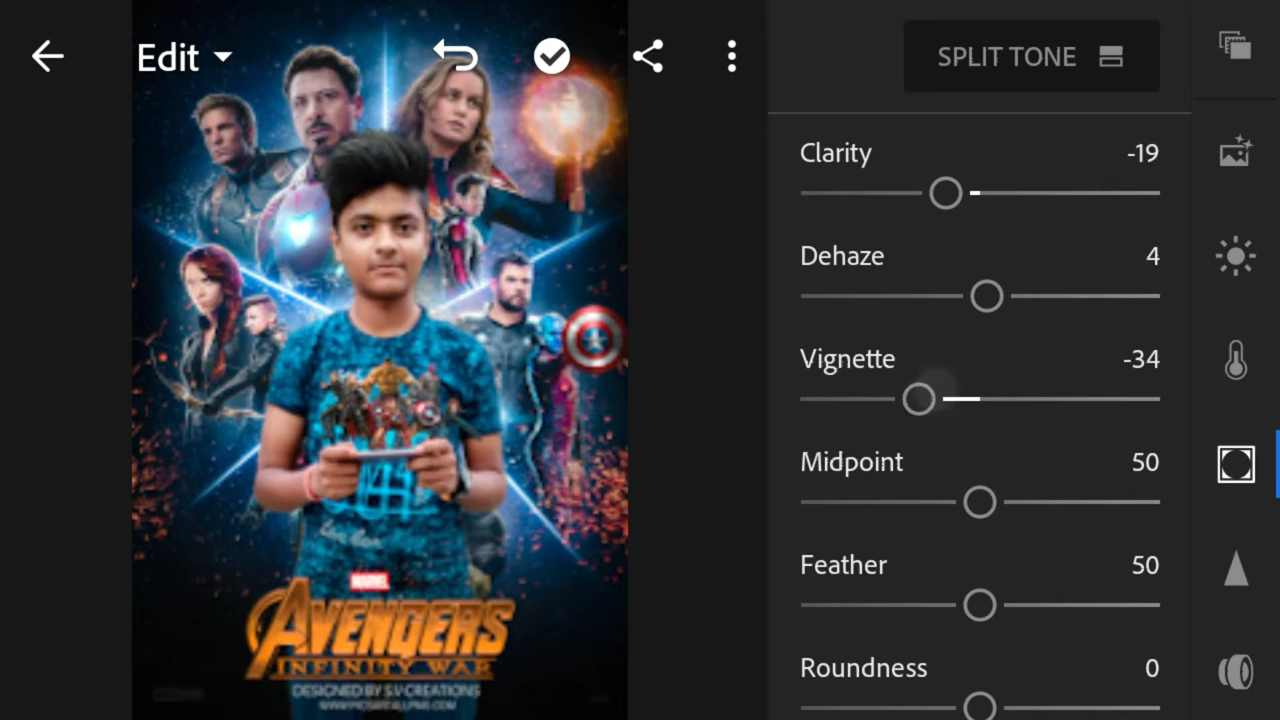 Edit
SPLIT TONE
Clarity -19
Dehaze 4
Vignette -34
Midpoint 50
Feather 50
Roundness 0
MARVEL
AVENGERS
INFINITY WAR
DESIGNED BY S.V CREATIONS